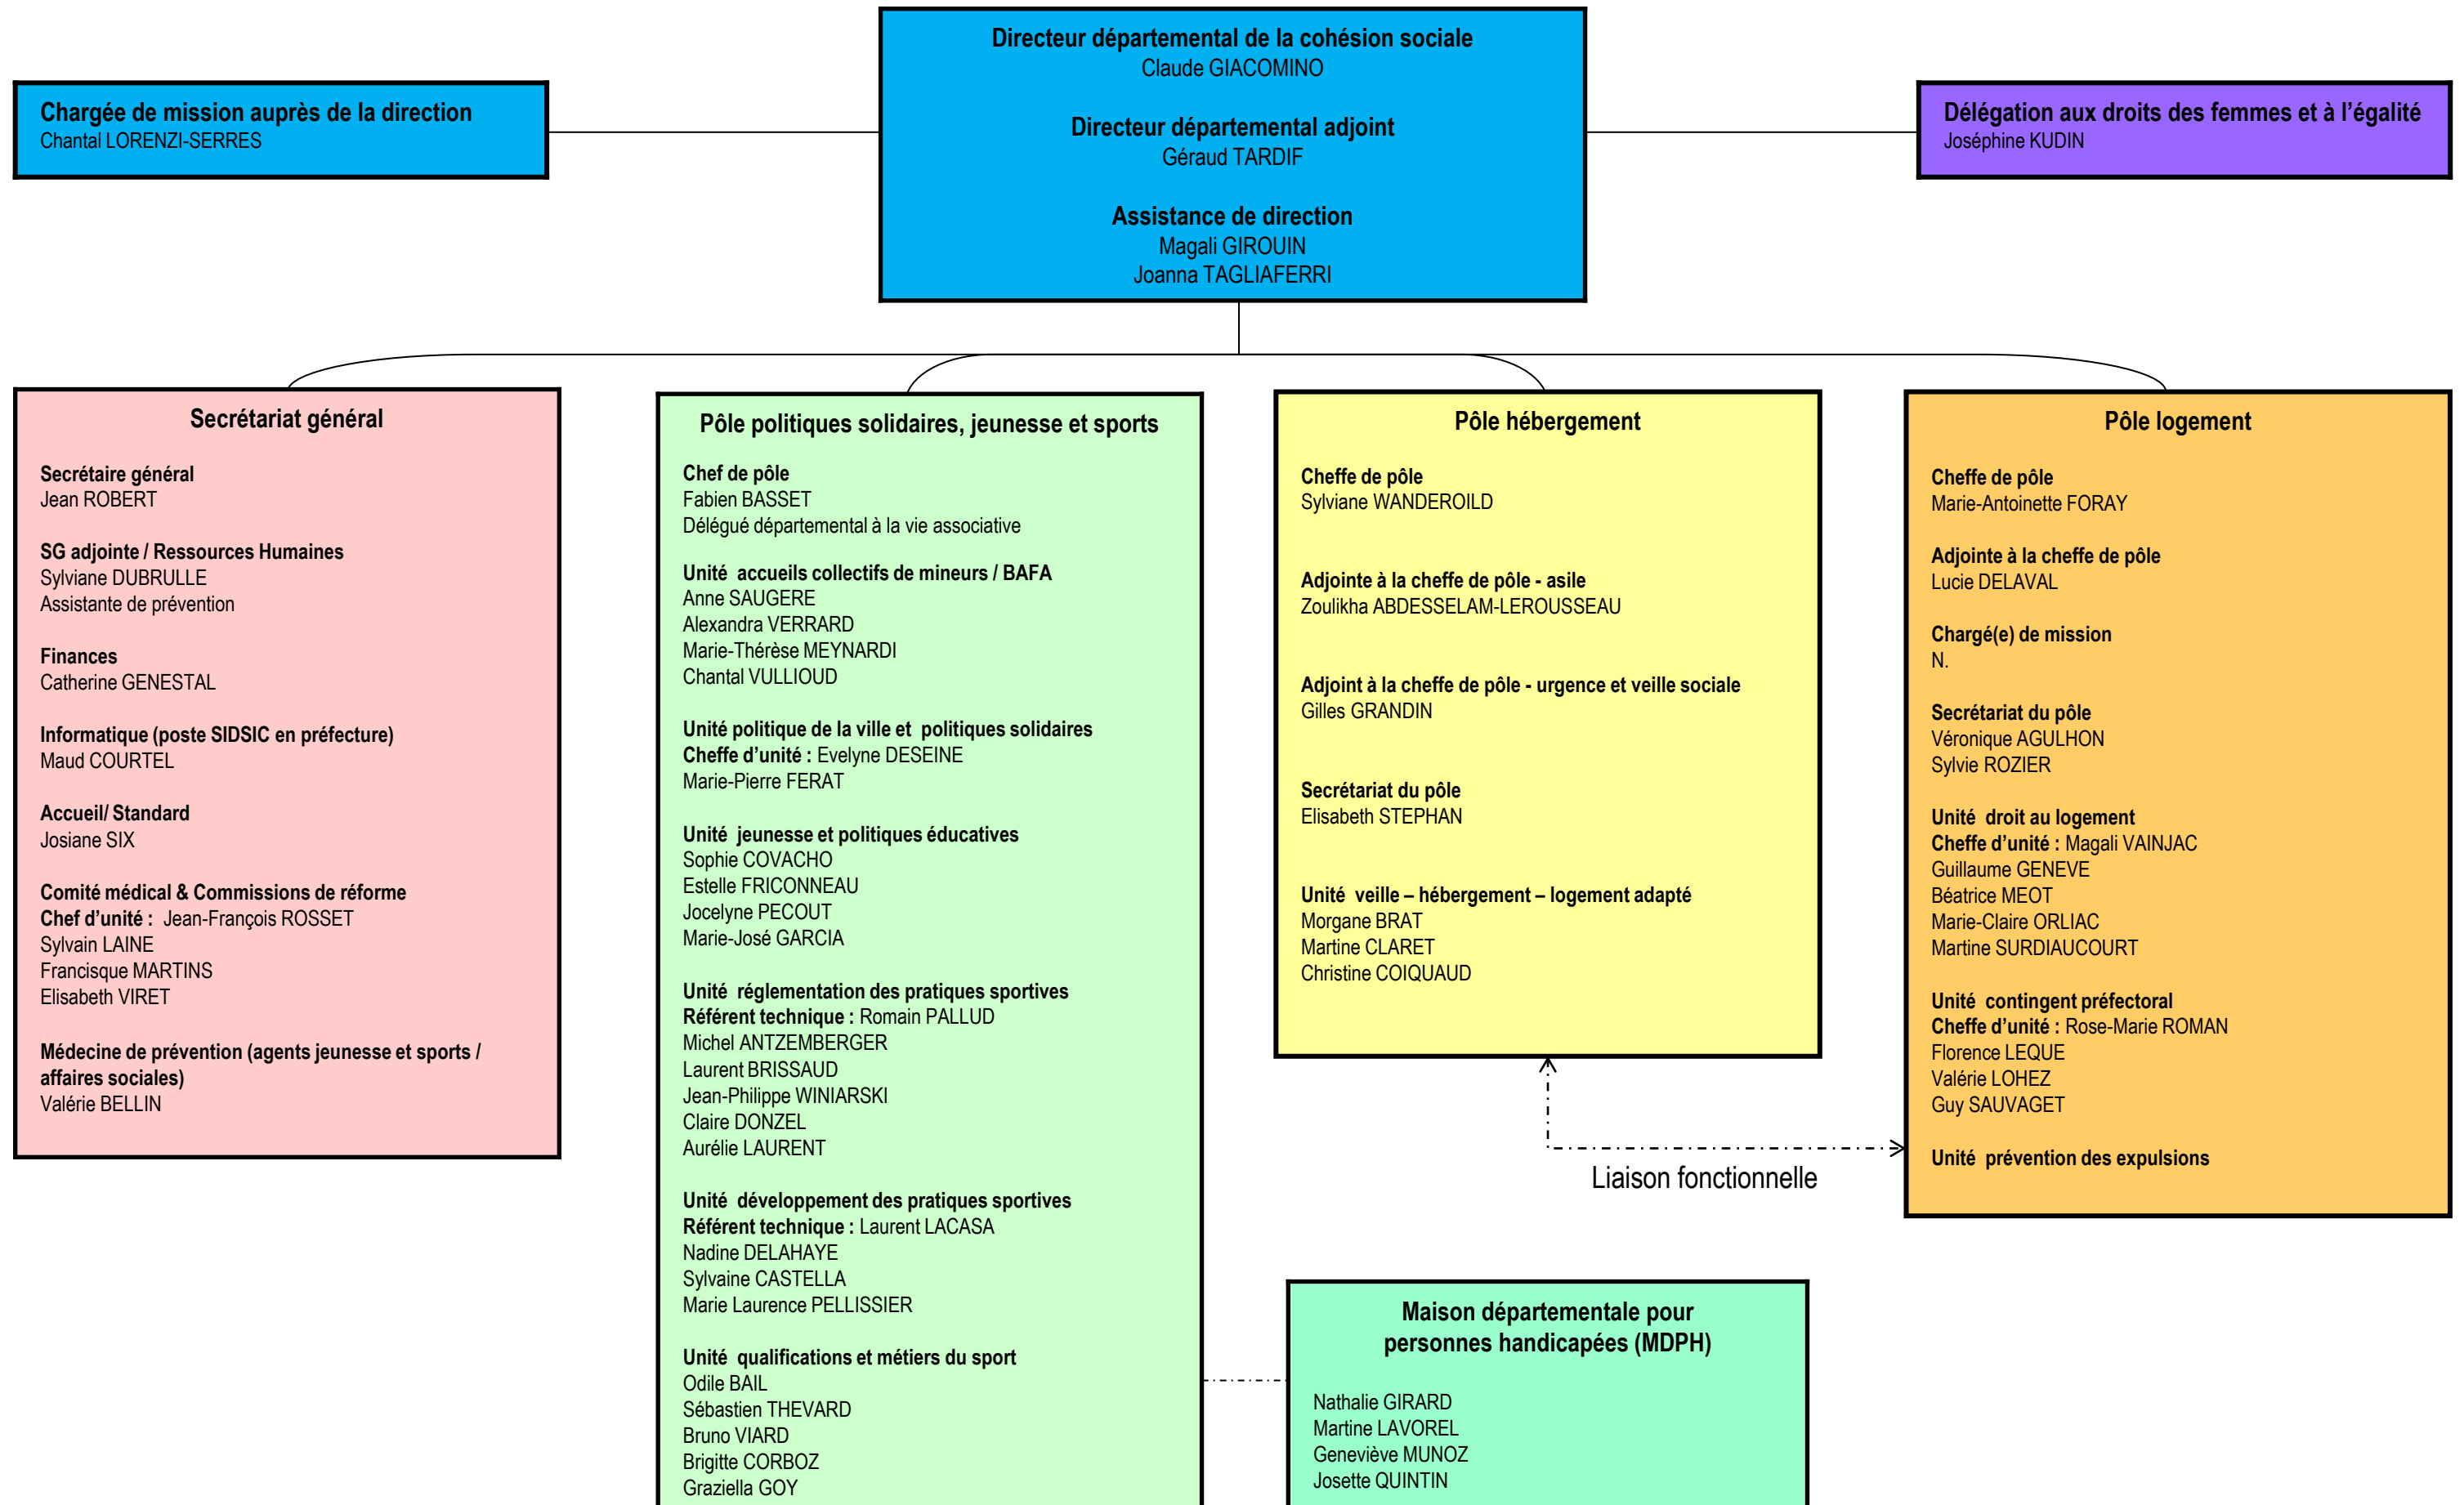 Directeur départemental de la cohésion sociale
Claude GIACOMINO
Directeur départemental adjoint
Géraud TARDIF
Assistance de direction
Magali GIROUIN
Joanna TAGLIAFERRI
Chargée de mission auprès de la direction
Chantal LORENZI-SERRES
Délégation aux droits des femmes et à l'égalité
Joséphine KUDIN
Secrétariat général
Secrétaire général
Jean ROBERT
SG adjointe / Ressources Humaines
Sylviane DUBRULLE
Assistante de prévention
Finances
Catherine GENESTAL
Informatique (poste SIDSIC en préfecture)
Maud COURTEL
Accueil/ Standard
Josiane SIX
Comité médical & Commissions de réforme
Chef d'unité : Jean-François ROSSET
Sylvain LAINE
Francisque MARTINS
Elisabeth VIRET
Médecine de prévention (agents jeunesse et sports /
affaires sociales)
Valérie BELLIN
Pôle politiques solidaires, jeunesse et sports
Chef de pôle
Fabien BASSET
Délégué départemental à la vie associative
Unité accueils collectifs de mineurs / BAFA
Anne SAUGERE
Alexandra VERRARD
Marie-Thérèse MEYNARDI
Chantal VULLIOUD
Unité politique de la ville et politiques solidaires
Cheffe d'unité : Evelyne DESEINE
Marie-Pierre FERAT
Unité jeunesse et politiques éducatives
Sophie COVACHO
Estelle FRICONNEAU
Jocelyne PECOUT
Marie-José GARCIA
Unité réglementation des pratiques sportives
Référent technique : Romain PALLUD
Michel ANTZEMBERGER
Laurent BRISSAUD
Jean-Philippe WINIARSKI
Claire DONZEL
Aurélie LAURENT
Unité développement des pratiques sportives
Référent technique : Laurent LACASA
Nadine DELAHAYE
Sylvaine CASTELLA
Marie Laurence PELLISSIER
Unité qualifications et métiers du sport
Odile BAIL
Sébastien THEVARD
Bruno VIARD
Brigitte CORBOZ
Graziella GOY
Pôle hébergement
Cheffe de pôle
Sylviane WANDEROILD
Adjointe à la cheffe de pôle - asile
Zoulikha ABDESSELAM-LEROUSSEAU
Adjoint à la cheffe de pôle - urgence et veille sociale
Gilles GRANDIN
Secrétariat du pôle
Elisabeth STEPHAN
Unité veille – hébergement – logement adapté
Morgane BRAT
Martine CLARET
Christine COIQUAUD
Pôle logement
Cheffe de pôle
Marie-Antoinette FORAY
Adjointe à la cheffe de pôle
Lucie DELAVAL
Chargé(e) de mission
N.
Secrétariat du pôle
Véronique AGULHON
Sylvie ROZIER
Unité droit au logement
Cheffe d'unité : Magali VAINJAC
Guillaume GENEVE
Béatrice MEOT
Marie-Claire ORLIAC
Martine SURDIAUCOURT
Unité contingent préfectoral
Cheffe d'unité : Rose-Marie ROMAN
Florence LEQUE
Valérie LOHEZ
Guy SAUVAGET
Unité prévention des expulsions
Liaison fonctionnelle
Maison départementale pour
personnes handicapées (MDPH)
Nathalie GIRARD
Martine LAVOREL
Geneviève MUNOZ
Josette QUINTIN